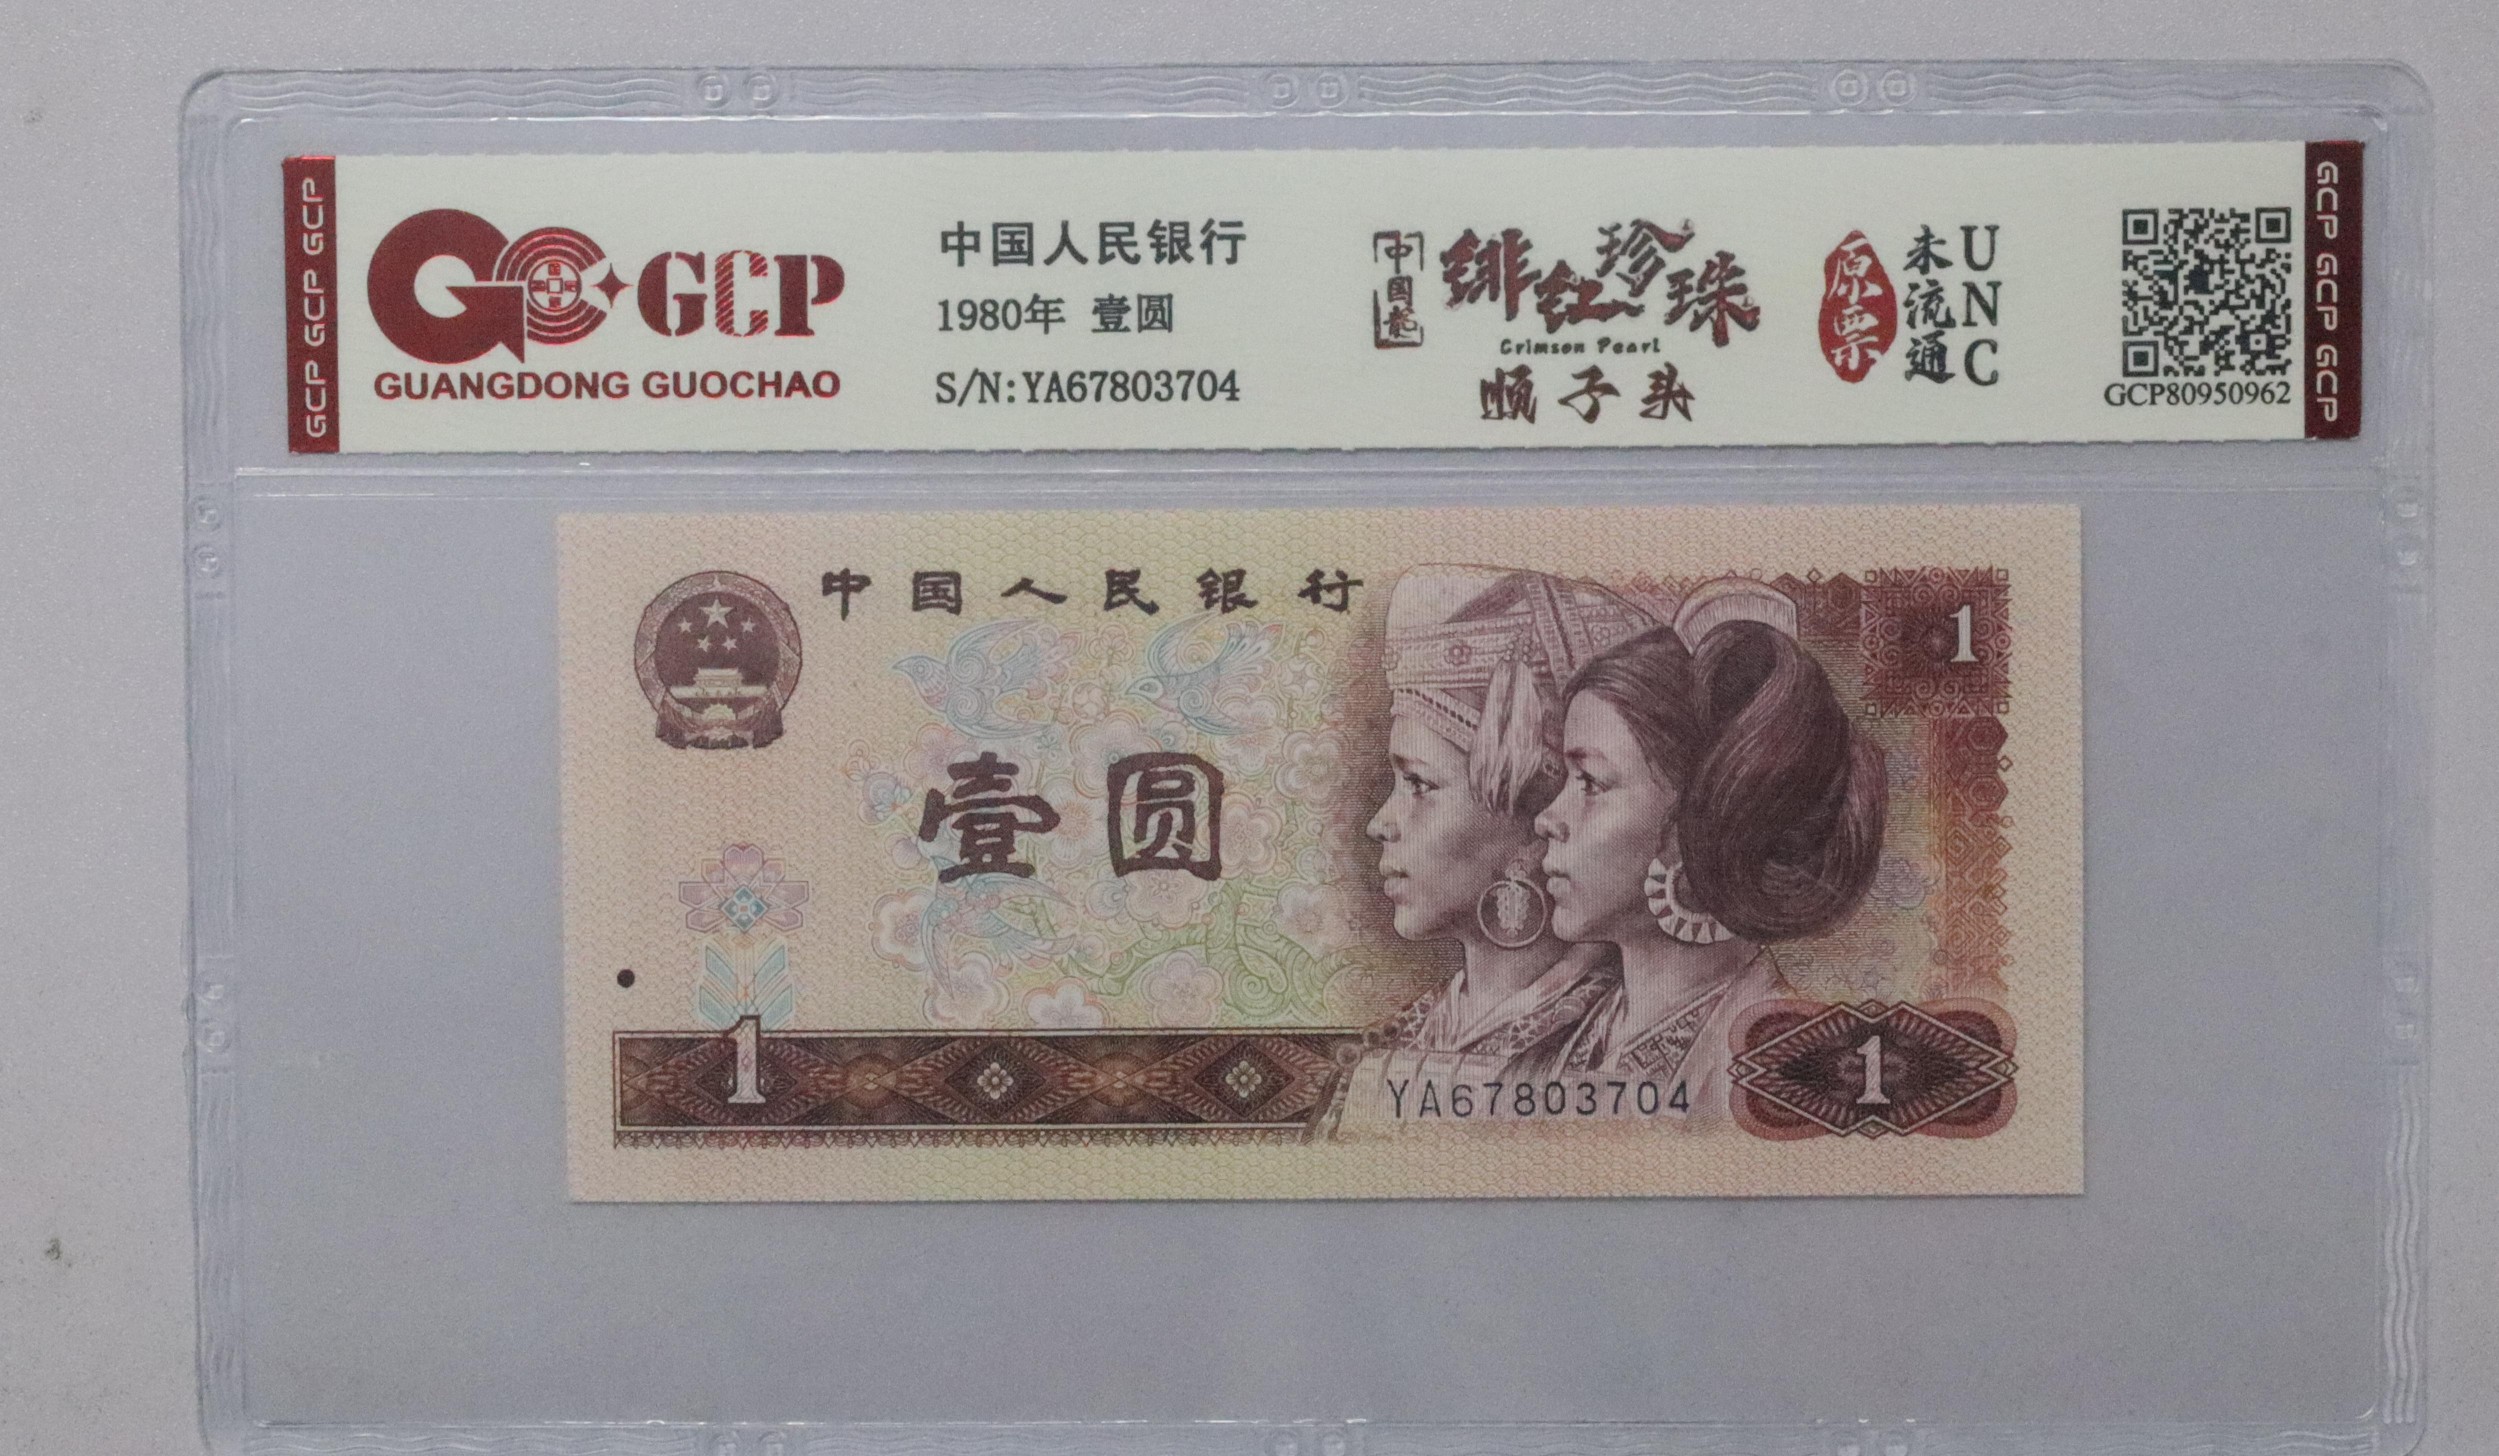 GCP GCP GCP
GCP
GUANGDONG GUOCHAO
中国人民银行
1980年 壹圆
S/N:YA67803704
中国龍
绯红珍珠
Crimson Pearl
顺子头
原票
未流通
UNC
GCP80950962
GCP GCP GCP
中国人民银行
1
壹圆
1
YA67803704
1